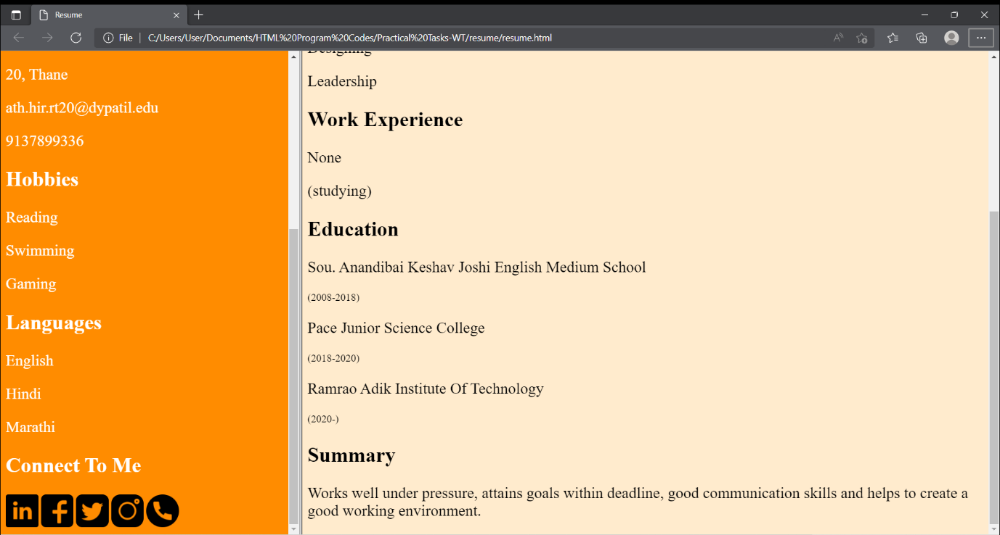 Resume
File
C:/Users/User/Documents/HTML%20Program%20Codes/Practical%20Tasks-WT/resume/resume.html
20, Thane
ath.hir.rt20@dypatil.edu
9137899336
Hobbies
Reading
Swimming
Gaming
Languages
English
Hindi
Marathi
Connect To Me
in
Designing
Leadership
Work Experience
None
(studying)
Education
Sou. Anandibai Keshav Joshi English Medium School
(2008-2018)
Pace Junior Science College
(2018-2020)
Ramrao Adik Institute Of Technology
(2020-)
Summary
Works well under pressure, attains goals within deadline, good communication skills and helps to create a
good working environment.